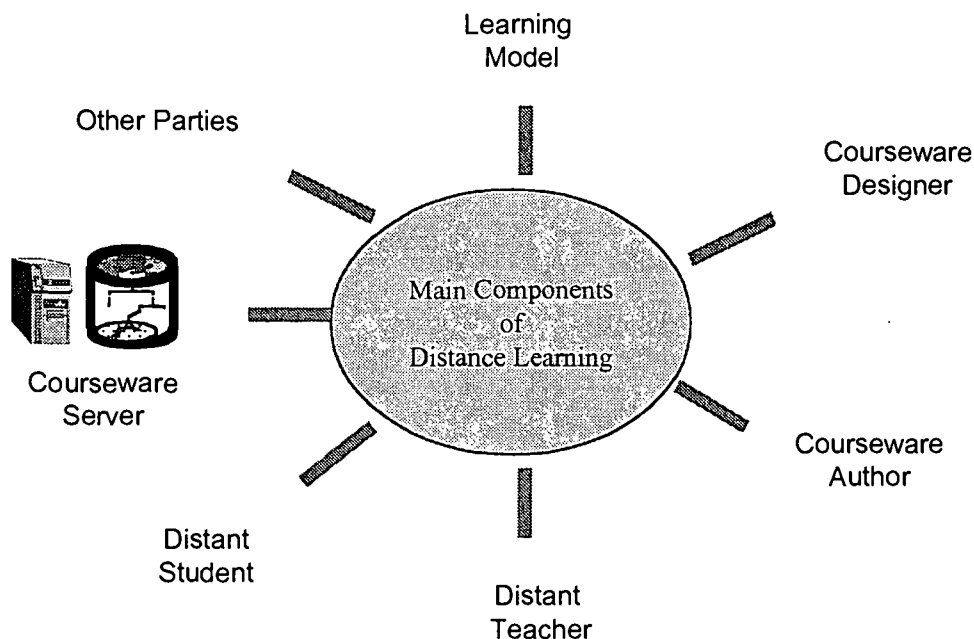 Learning
Model
Other Parties
Courseware
Designer
Main Components
of
Distance Learning
Courseware
Server
Courseware
Author
Distant
Student
Distant
Teacher